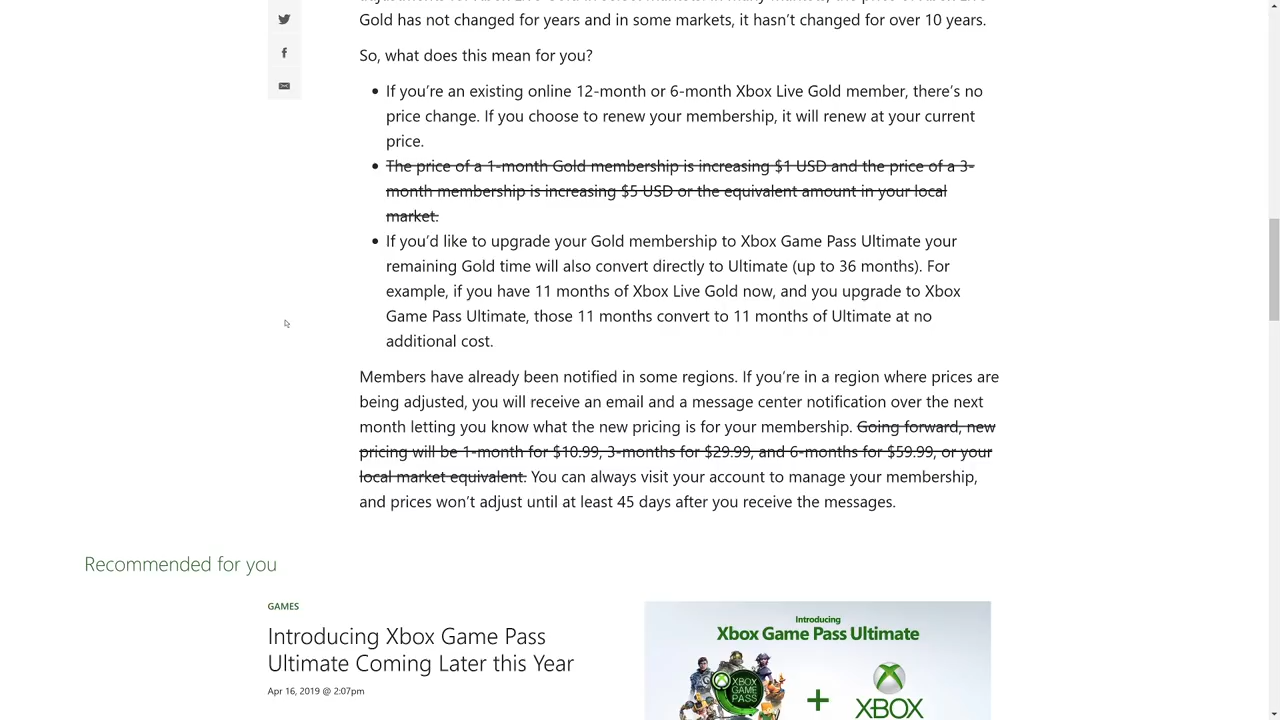 Gold has not changed for years and in some markets, it hasn’t changed for over 10 years.
So, what does this mean for you?
• If you’re an existing online 12-month or 6-month Xbox Live Gold member, there’s no
price change. If you choose to renew your membership, it will renew at your current
price.
• The price of a 1-month Gold membership is increasing $1 USD and the price of a 3-
month membership is increasing $5 USD or the equivalent amount in your local
market.
• If you’d like to upgrade your Gold membership to Xbox Game Pass Ultimate your
remaining Gold time will also convert directly to Ultimate (up to 36 months). For
example, if you have 11 months of Xbox Live Gold now, and you upgrade to Xbox
Game Pass Ultimate, those 11 months convert to 11 months of Ultimate at no
additional cost.
Members have already been notified in some regions. If you’re in a region where prices are
being adjusted, you will receive an email and a message center notification over the next
month letting you know what the new pricing is for your membership. Going forward, new
pricing will be 1-month for $10.99, 3-months for $29.99, and 6-months for $59.99, or your
local market equivalent. You can always visit your account to manage your membership,
and prices won’t adjust until at least 45 days after you receive the messages.
Recommended for you
GAMES
Introducing Xbox Game Pass
Ultimate Coming Later this Year
Apr 16, 2019 @ 2:07pm
Introducing
Xbox Game Pass Ultimate
XBOX
GAME
PASS
+
XBOX